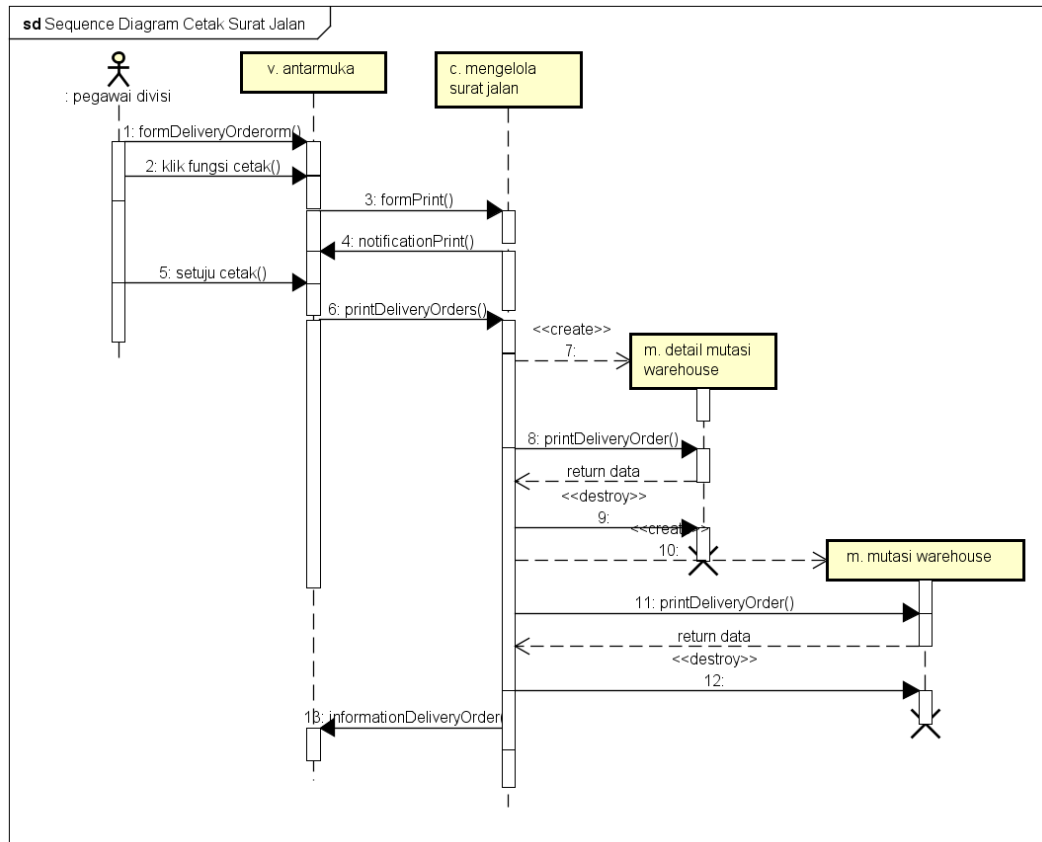 sd Sequence Diagram Cetak Surat Jalan
: pegawai divisi
v. antarmuka
c. mengelola
surat jalan
1: formDeliveryOrderorm()
2: klik fungsi cetak()
3: formPrint()
4: notificationPrint()
5: setuju cetak()
6: printDeliveryOrders()
<<create>>
7:
m. detail mutasi
warehouse
8: printDeliveryOrder()
return data
<<destroy>>
9:
<<create>>
10:
m. mutasi warehouse
11: printDeliveryOrder()
return data
<<destroy>>
12:
13: informationDeliveryOrder(